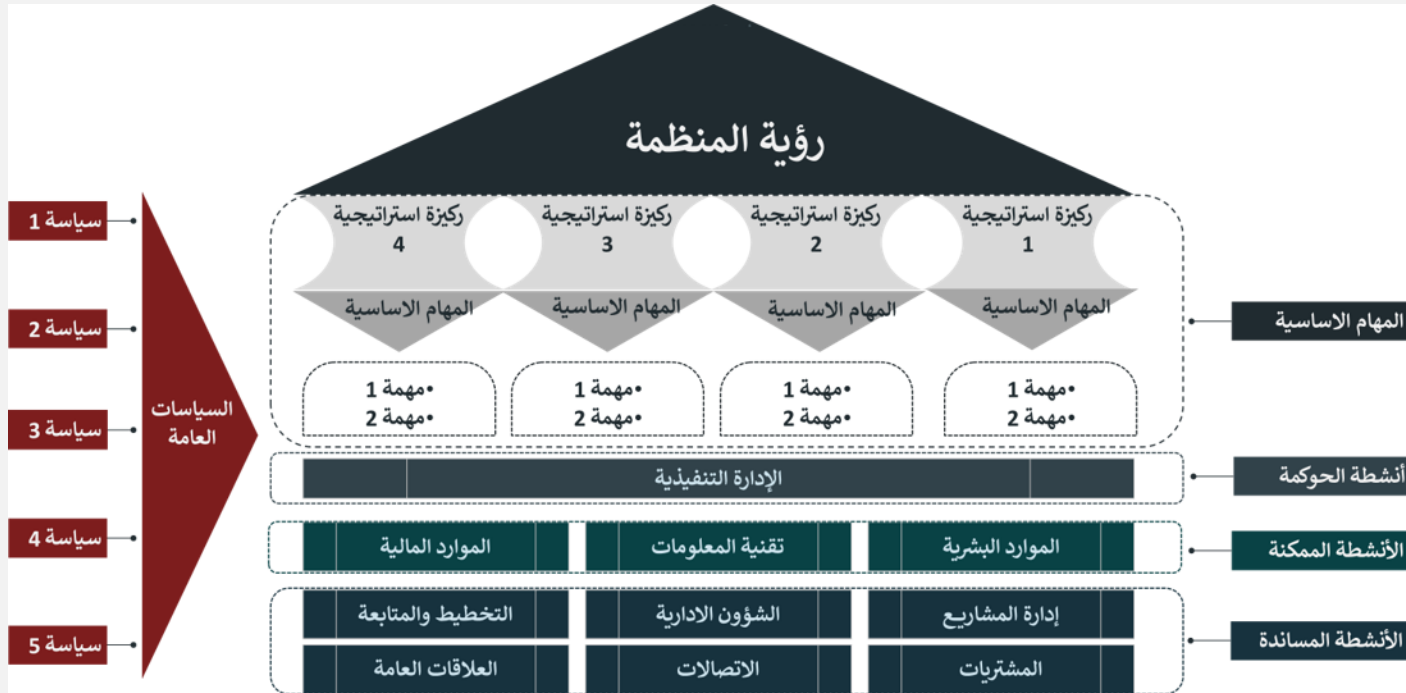 رؤية المنظمة
ركيزة استراتيجية
1
ركيزة استراتيجية
2
ركيزة استراتيجية
3
ركيزة استراتيجية
4
المهام الاساسية
المهام الاساسية
المهام الاساسية
المهام الاساسية
•مهمة 1
•مهمة 2
•مهمة 1
•مهمة 2
•مهمة 1
•مهمة 2
•مهمة 1
•مهمة 2
المهام الاساسية
أنشطة الحوكمة
الإدارة التنفيذية
الأنشطة الممكنة
الموارد البشرية
تقنية المعلومات
الموارد المالية
الأنشطة المساندة
إدارة المشاريع
الشؤون الادارية
التخطيط والمتابعة
المشتريات
الاتصالات
العلاقات العامة
السياسات
العامة
سياسة 1
سياسة 2
سياسة 3
سياسة 4
سياسة 5